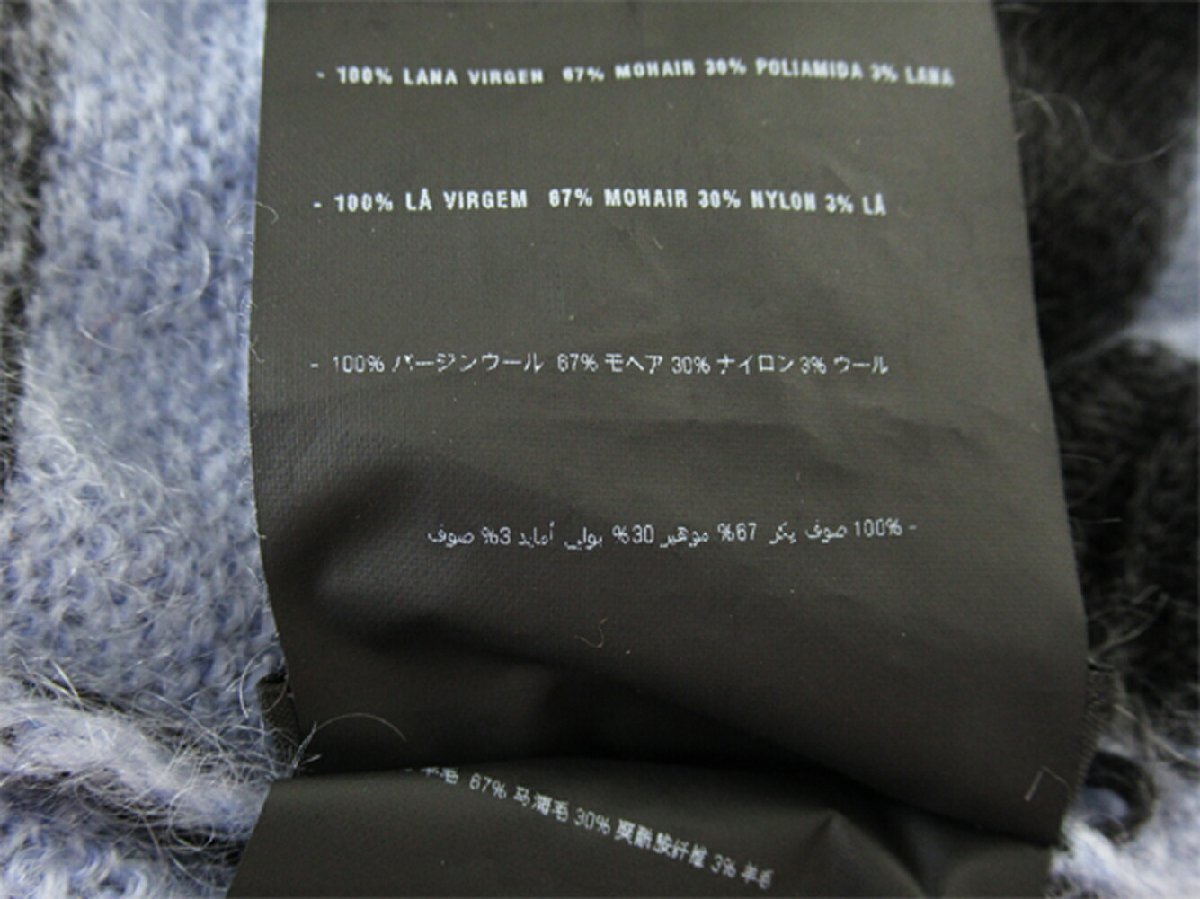 - 100% LANA VIRGEN 67% MOHAIR 30% POLIAMIDA 3% LANA
- 100% LÃ VIRGEM 67% MOHAIR 30% NYLON 3% LÃ
- 100% バージンウール 67% モヘア 30% ナイロン 3% ウール
- 100% صوف بكر 67% موهير 30% بولي أمايد 3% صوف
羊毛 67% 马海毛 30% 聚酰胺纤维 3% 羊毛